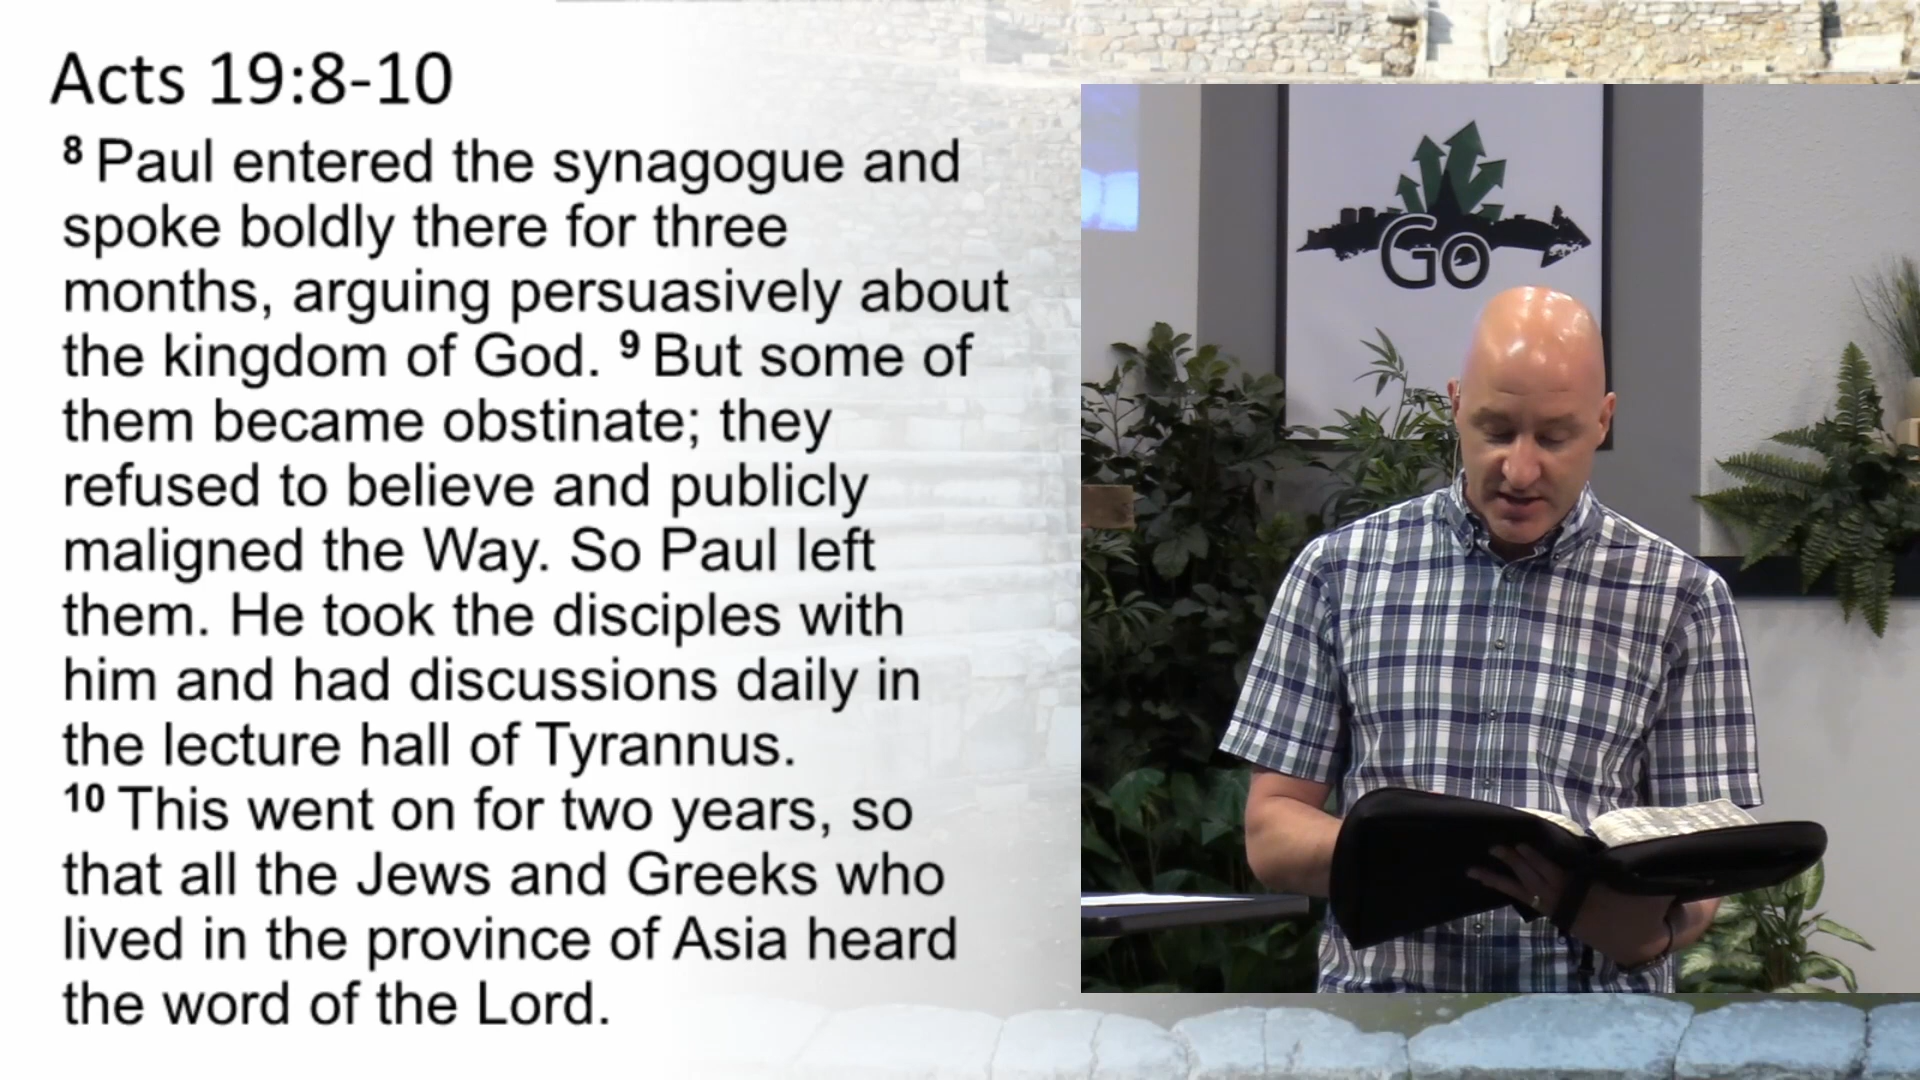 Acts 19:8-10
8 Paul entered the synagogue and
spoke boldly there for three
months, arguing persuasively about
the kingdom of God. 9 But some of
them became obstinate; they
refused to believe and publicly
maligned the Way. So Paul left
them. He took the disciples with
him and had discussions daily in
the lecture hall of Tyrannus.
10 This went on for two years, so
that all the Jews and Greeks who
lived in the province of Asia heard
the word of the Lord.
Go